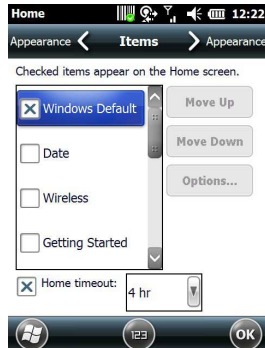 Home 12:22
Appearance Items Appearance
Checked items appear on the Home screen.
Windows Default
Move Up
Date
Move Down
Options...
Wireless
Getting Started
Home timeout: 4 hr
123 OK